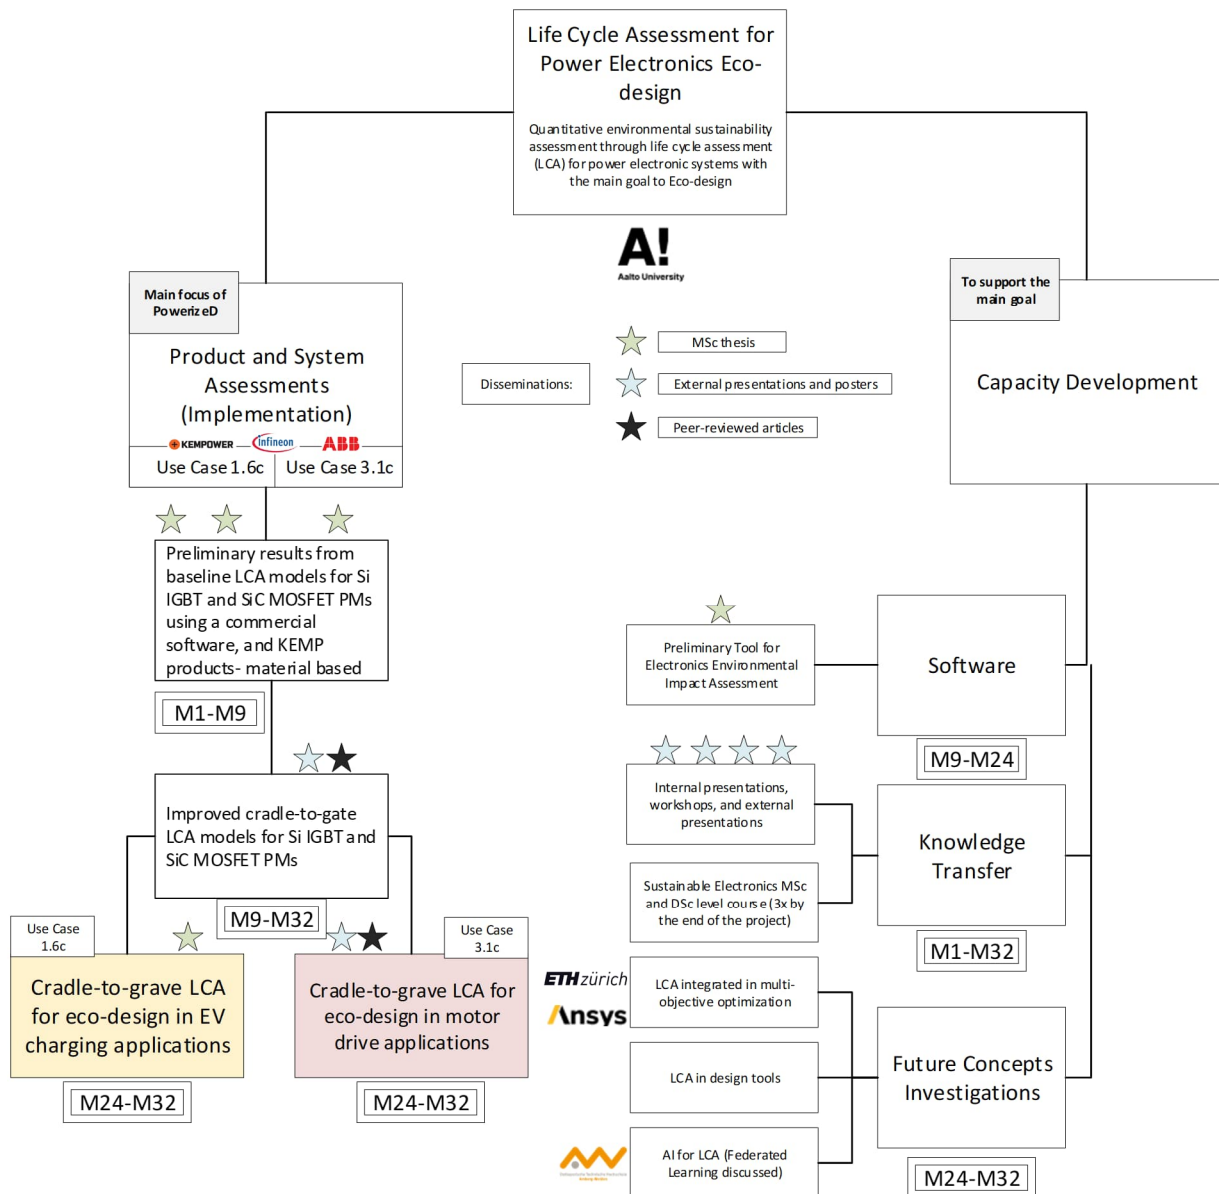 Life Cycle Assessment for
Power Electronics Eco-
design
Quantitative environmental sustainability
assessment through life cycle assessment
(LCA) for power electronic systems with
the main goal to Eco-design
A!
Aalto University
Main focus of
PowerizeD
Product and System
Assessments
(Implementation)
KEMPOWER
infineon
ABB
Use Case 1.6c
Use Case 3.1c
Disseminations:
MSc thesis
External presentations and posters
Peer-reviewed articles
To support the
main goal
Capacity Development
Preliminary results from
baseline LCA models for Si
IGBT and SiC MOSFET PMs
using a commercial
software, and KEMP
products- material based
M1-M9
Improved cradle-to-gate
LCA models for Si IGBT and
SiC MOSFET PMs
M9-M32
Use Case
1.6c
Cradle-to-grave LCA
for eco-design in EV
charging applications
M24-M32
Use Case
3.1c
Cradle-to-grave LCA for
eco-design in motor
drive applications
M24-M32
Preliminary Tool for
Electronics Environmental
Impact Assessment
Software
M9-M24
Internal presentations,
workshops, and external
presentations
Sustainable Electronics MSc
and DSc level course (3x by
the end of the project)
Knowledge
Transfer
M1-M32
ETH zürich
Ansys
LCA integrated in multi-
objective optimization
LCA in design tools
AI for LCA (Federated
Learning discussed)
Future Concepts
Investigations
M24-M32